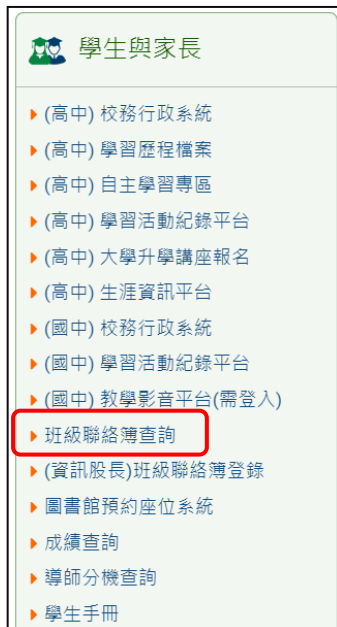 學生與家長
(高中) 校務行政系統
(高中) 學習歷程檔案
(高中) 自主學習專區
(高中) 學習活動紀錄平台
(高中) 大學升學講座報名
(高中) 生涯資訊平台
(國中) 校務行政系統
(國中) 學習活動紀錄平台
(國中) 教學影音平台(需登入)
班級聯絡簿查詢
(資訊股長)班級聯絡簿登錄
圖書館預約座位系統
成績查詢
導師分機查詢
學生手冊